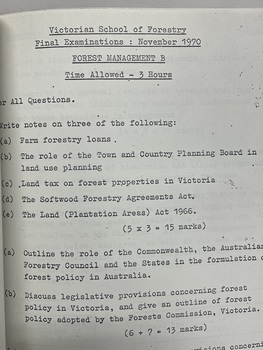 Victorian School of Forestry
Final Examinations : November 1970
FOREST MANAGEMENT B
Time Allowed - 3 Hours
or All Questions.
Write notes on three of the following:
(a) Farm forestry loans.
(b) The role of the Town and Country Planning Board in
land use planning
(c) Land tax on forest properties in Victoria
(d) The Softwood Forestry Agreements Act,
(e) The Land (Plantation Areas) Act 1966.
(5 x 3 = 15 marks)
(a) Outline the role of the Commonwealth, the Australian
Forestry Council and the States in the formulation o
forest policy in Australia.
(b) Discuss legislative provisions concerning forest
policy in Victoria, and give an outline of forest
policy adopted by the Forests Commission, Victoria.
(6 + 7 = 13 marks)